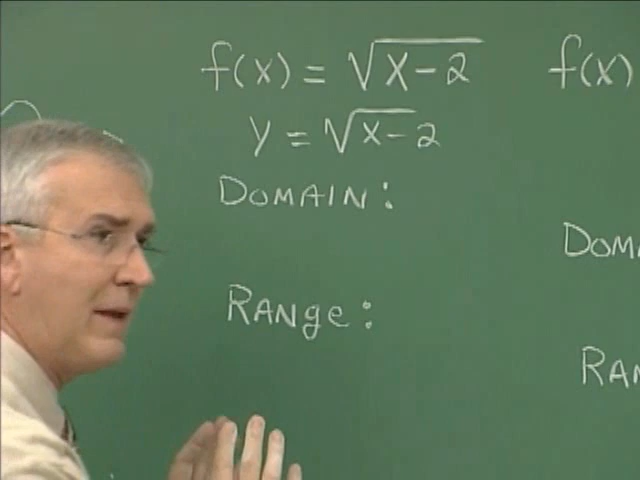 f(x) = √x-2
y = √x-2
DOMAIN:
RANge:
f(x)